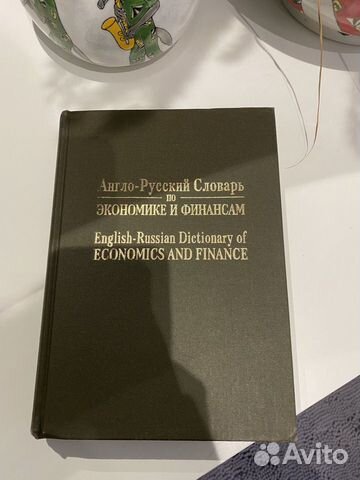 Англо-Русский Словарь
по
ЭКОНОМИКЕ И ФИНАНСАМ
English-Russian Dictionary of
ECONOMICS AND FINANCE
Avito